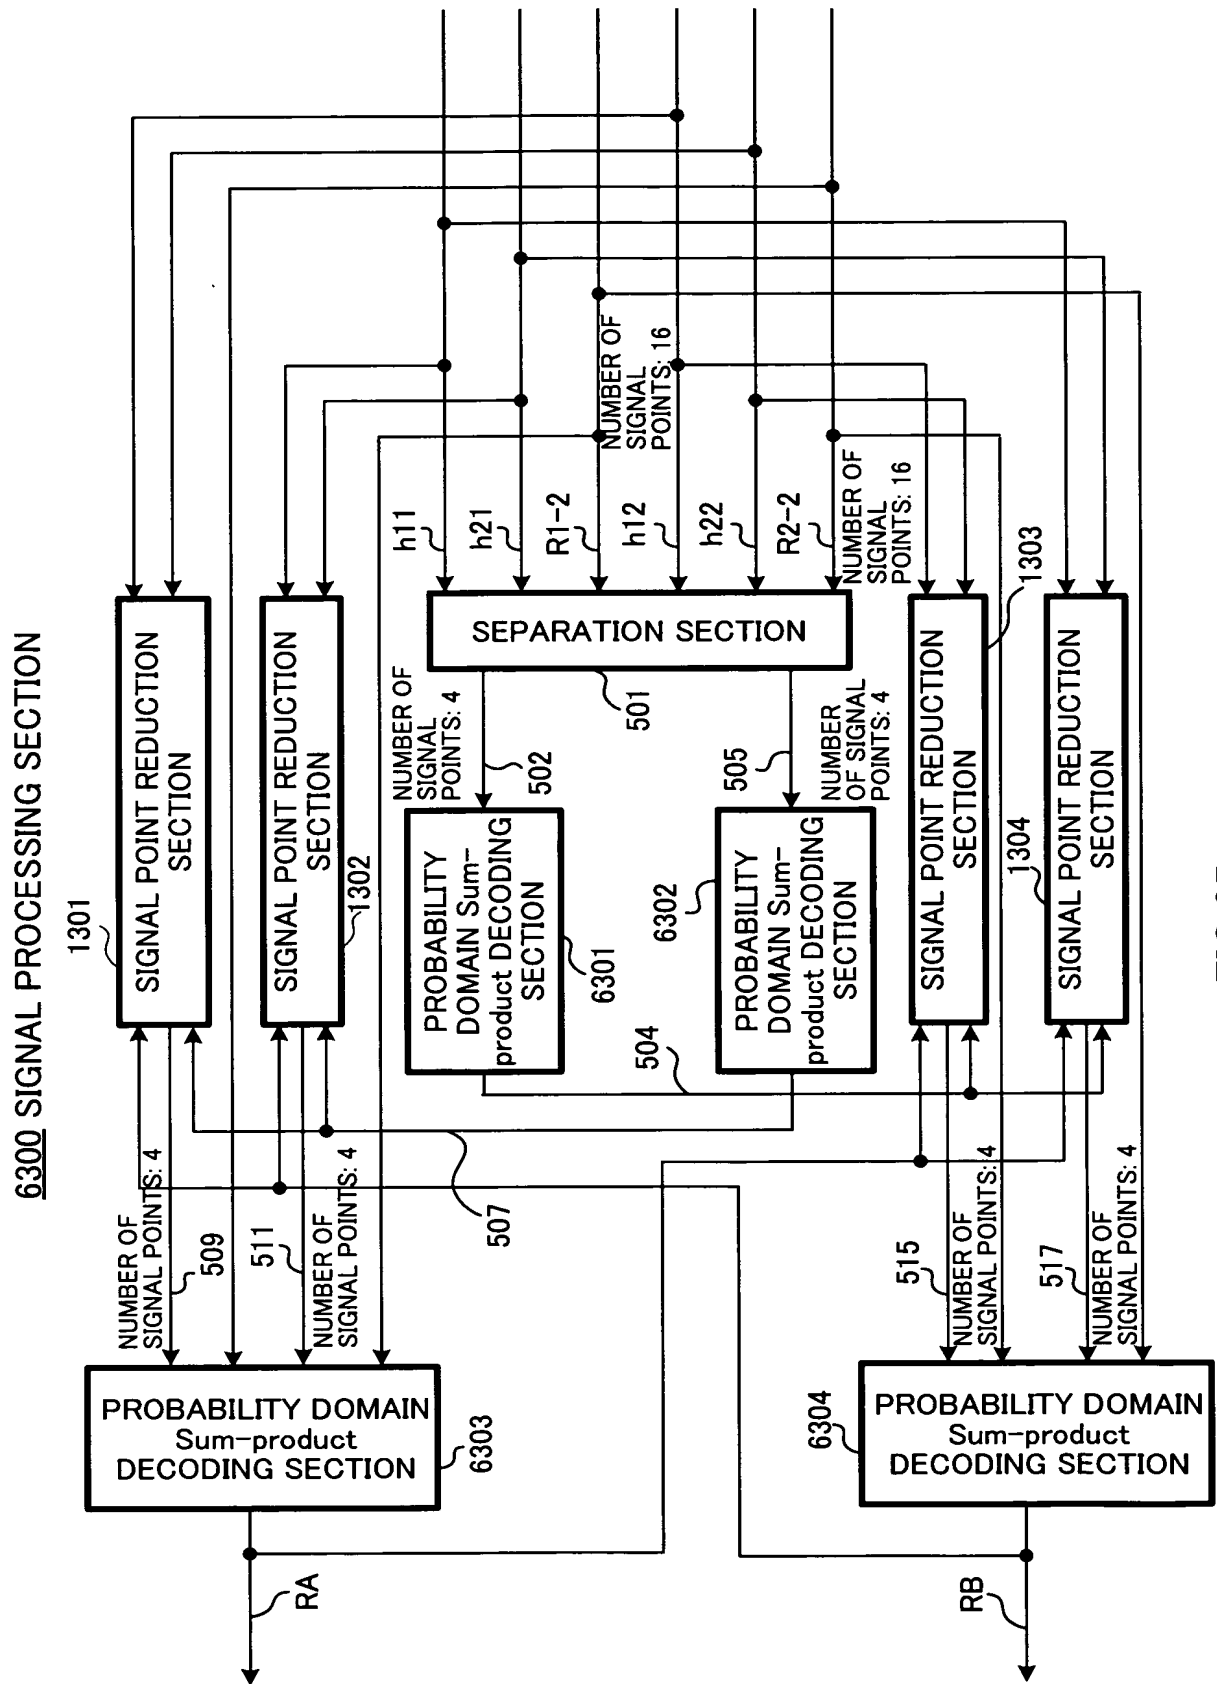 6300 SIGNAL PROCESSING SECTION
1301
SIGNAL POINT REDUCTION
SECTION
SIGNAL POINT REDUCTION
SECTION
1302
NUMBER OF
SIGNAL POINTS: 4
509
511
NUMBER OF
SIGNAL POINTS: 4
507
PROBABILITY DOMAIN
Sum-product
DECODING SECTION
6303
RA
h11
h21
R1-2
h12
h22
R2-2
NUMBER OF
SIGNAL
POINTS: 16
NUMBER OF
SIGNAL
POINTS: 16
SEPARATION SECTION
501
NUMBER OF
SIGNAL
POINTS: 4
502
505
NUMBER
OF SIGNAL
POINTS: 4
PROBABILITY
DOMAIN Sum-
product DECODING
SECTION
6301
6302
PROBABILITY
DOMAIN Sum-
product DECODING
SECTION
504
1303
SIGNAL POINT REDUCTION
SECTION
1304
SIGNAL POINT REDUCTION
SECTION
515
NUMBER OF
SIGNAL POINTS: 4
517
NUMBER OF
SIGNAL POINTS: 4
6304
PROBABILITY DOMAIN
Sum-product
DECODING SECTION
RB